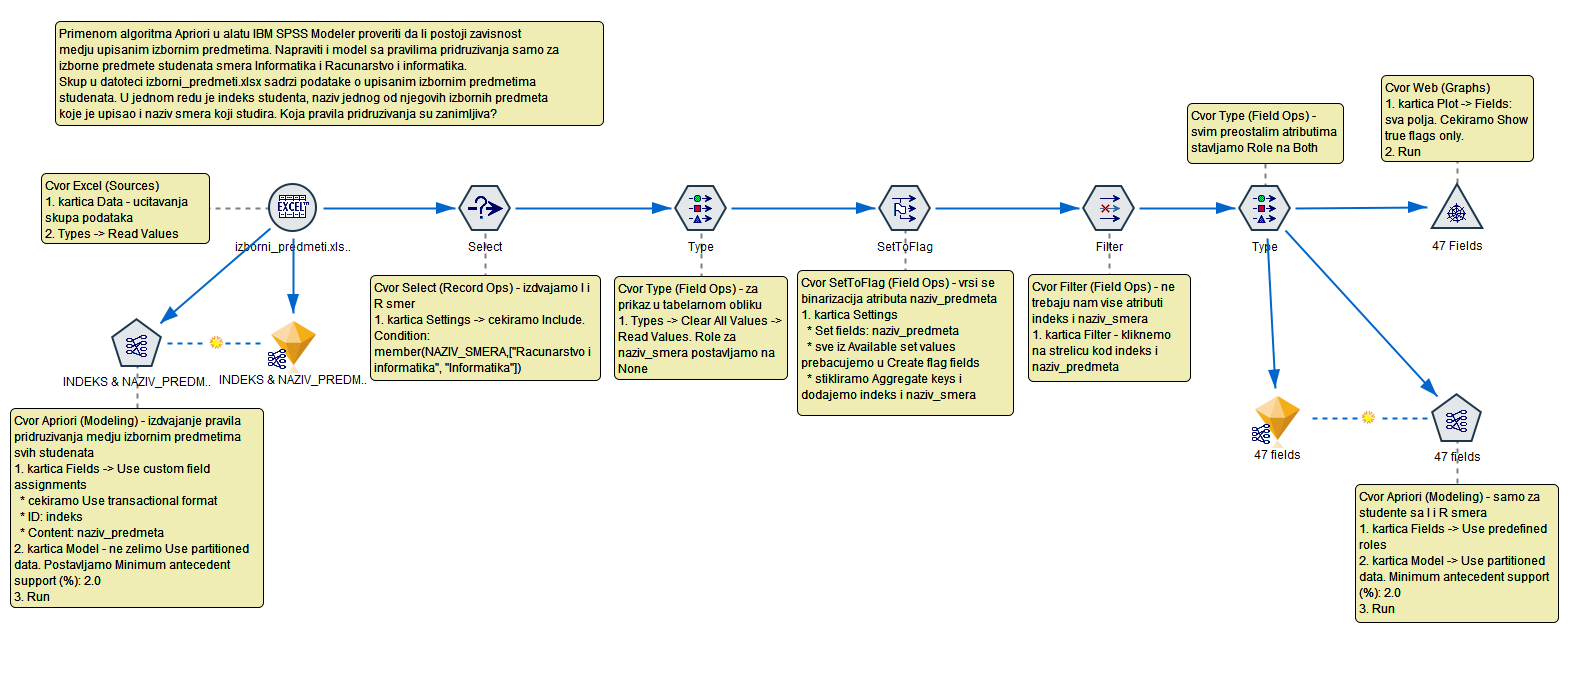 Primenom algoritma Apriori u alatu IBM SPSS Modeler proveriti da li postoji zavisnost
medju upisanim izbornim predmetima. Napraviti i model sa pravilima pridruzivanja samo za
izborne predmete studenata smera Informatika i Racunarstvo i informatika.
Skup u datoteci izborni_predmeti.xlsx sadrzi podatake o upisanim izbornim predmetima
studenata. U jednom redu je indeks studenta, naziv jednog od njegovih izbornih predmeta
koje je upisao i naziv smera koji studira. Koja pravila pridruzivanja su zanimljiva?
Cvor Excel (Sources)
1. kartica Data - ucitavanja
skupa podataka
2. Types -> Read Values
EXCEL
izborni_predmeti.xls..
Select
Type
SetToFlag
Filter
Type
47 Fields
Cvor Type (Field Ops) -
svim preostalim atributima
stavljamo Role na Both
Cvor Web (Graphs)
1. kartica Plot -> Fields:
sva polja. Cekiramo Show
true flags only.
2. Run
Cvor Select (Record Ops) - izdvajamo I i
R smer
1. kartica Settings -> cekiramo Include.
Condition:
member(NAZIV_SMERA,["Racunarstvo i
informatika", "Informatika"])
Cvor Type (Field Ops) - za
prikaz u tabelarnom obliku
1. Types -> Clear All Values ->
Read Values. Role za
naziv_smera postavljamo na
None
Cvor SetToFlag (Field Ops) - vrsi se
binarizacija atributa naziv_predmeta
1. kartica Settings
* Set fields: naziv_predmeta
* sve iz Available set values
prebacujemo u Create flag fields
* stikliramo Aggregate keys i
dodajemo indeks i naziv_smera
Cvor Filter (Field Ops) - ne
trebaju nam vise atributi
indeks i naziv_smera
1. kartica Filter - kliknemo
na strelicu kod indeks i
naziv_predmeta
INDEKS & NAZIV_PREDM..
INDEKS & NAZIV_PREDM..
Cvor Apriori (Modeling) - izdvajanje pravila
pridruzivanja medju izbornim predmetima
svih studenata
1. kartica Fields -> Use custom field
assignments
* cekiramo Use transactional format
* ID: indeks
* Content: naziv_predmeta
2. kartica Model - ne zelimo Use partitioned
data. Postavljamo Minimum antecedent
support (%): 2.0
3. Run
47 fields
47 fields
Cvor Apriori (Modeling) - samo za
studente sa I i R smera
1. kartica Fields -> Use predefined
roles
2. kartica Model -> Use partitioned
data. Minimum antecedent support
(%): 2.0
3. Run